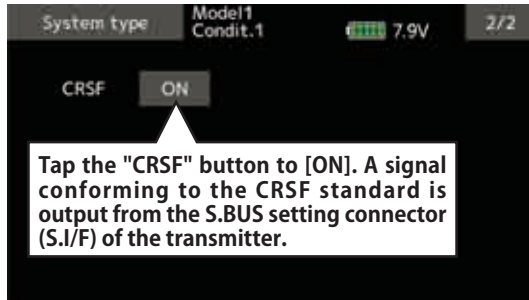 System type
Model1
Condit.1
7.9V
2/2
CRSF
ON
Tap the "CRSF" button to [ON]. A signal
conforming to the CRSF standard is
output from the S.BUS setting connector
(S.I/F) of the transmitter.